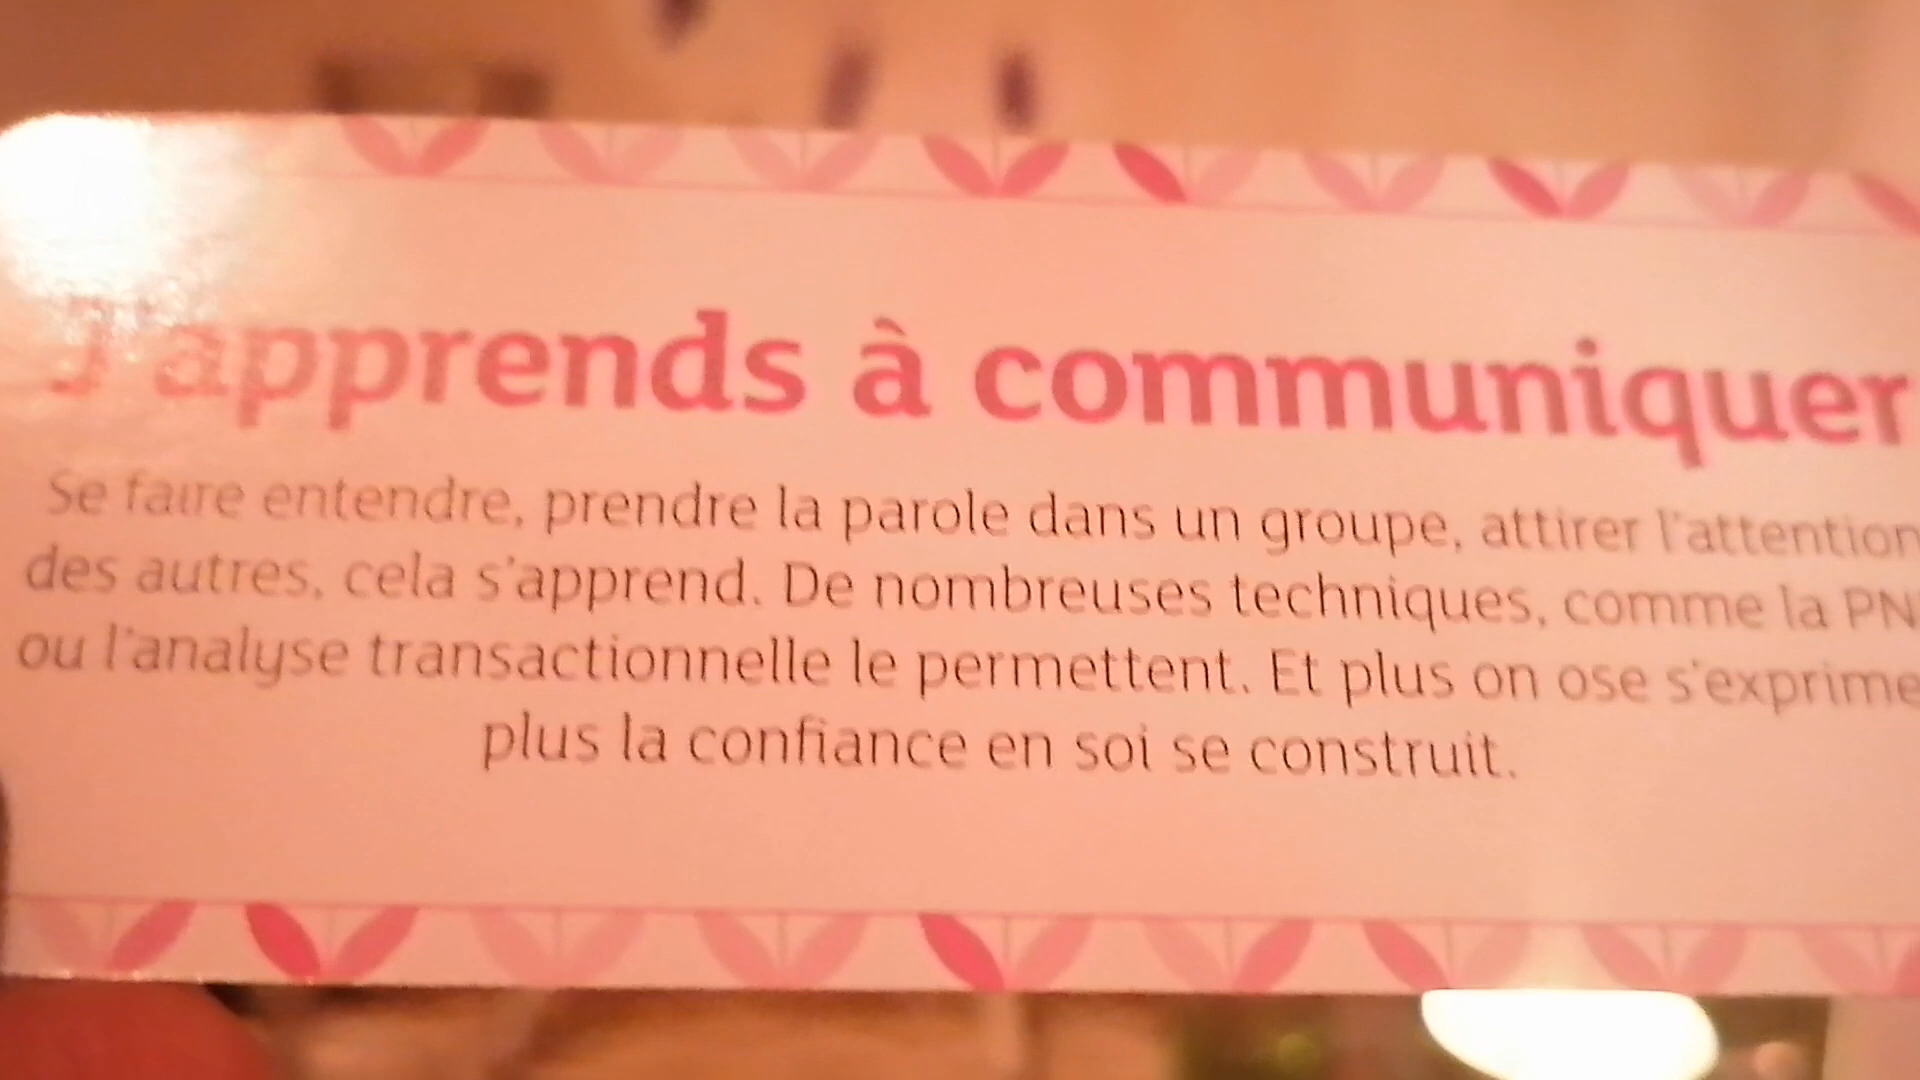 J'apprends à communiquer
Se faire entendre, prendre la parole dans un groupe, attirer l'attention
des autres, cela s'apprend. De nombreuses techniques, comme la PN
ou l'analyse transactionnelle le permettent. Et plus on ose s'exprime
plus la confiance en soi se construit.